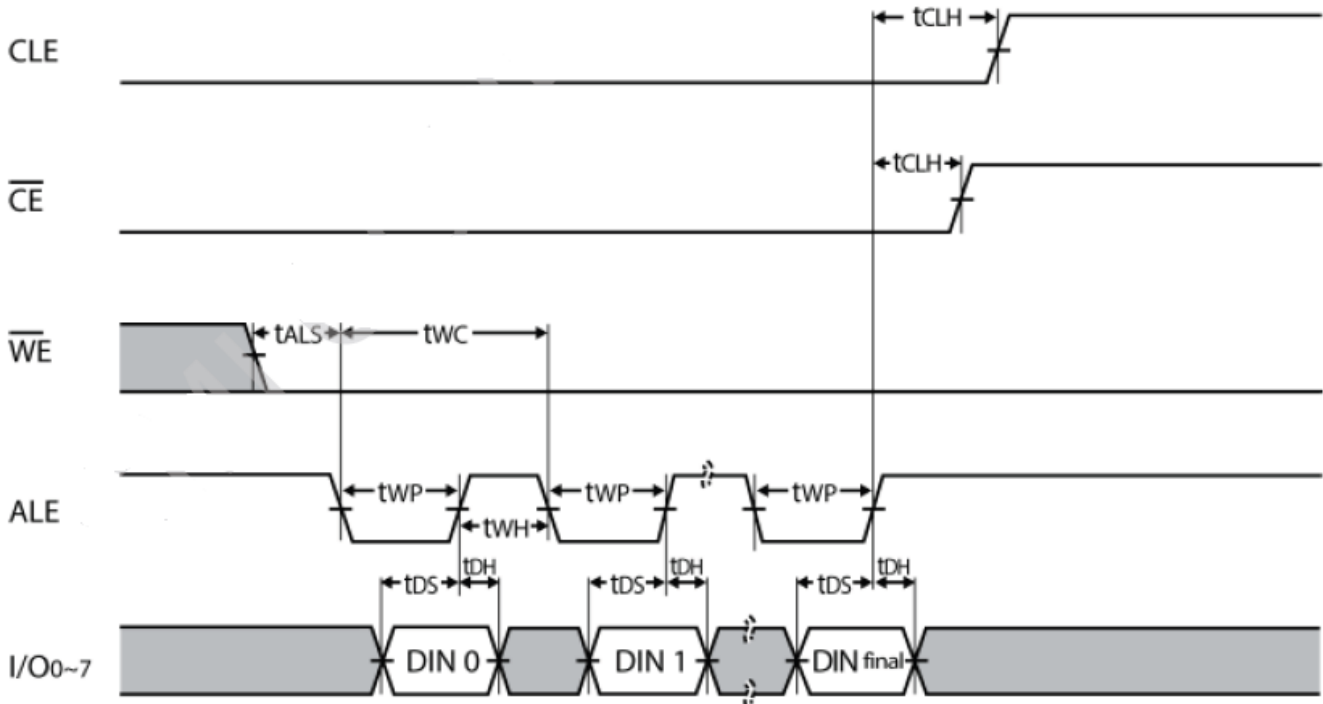 tCLH
CLE
tCLH
CE
WE
tALS
tWC
tWP
tWP
tWP
ALE
tWH
tDH
tDH
tDH
tDS
tDS
tDS
I/O0~7
DIN 0
DIN 1
DIN final